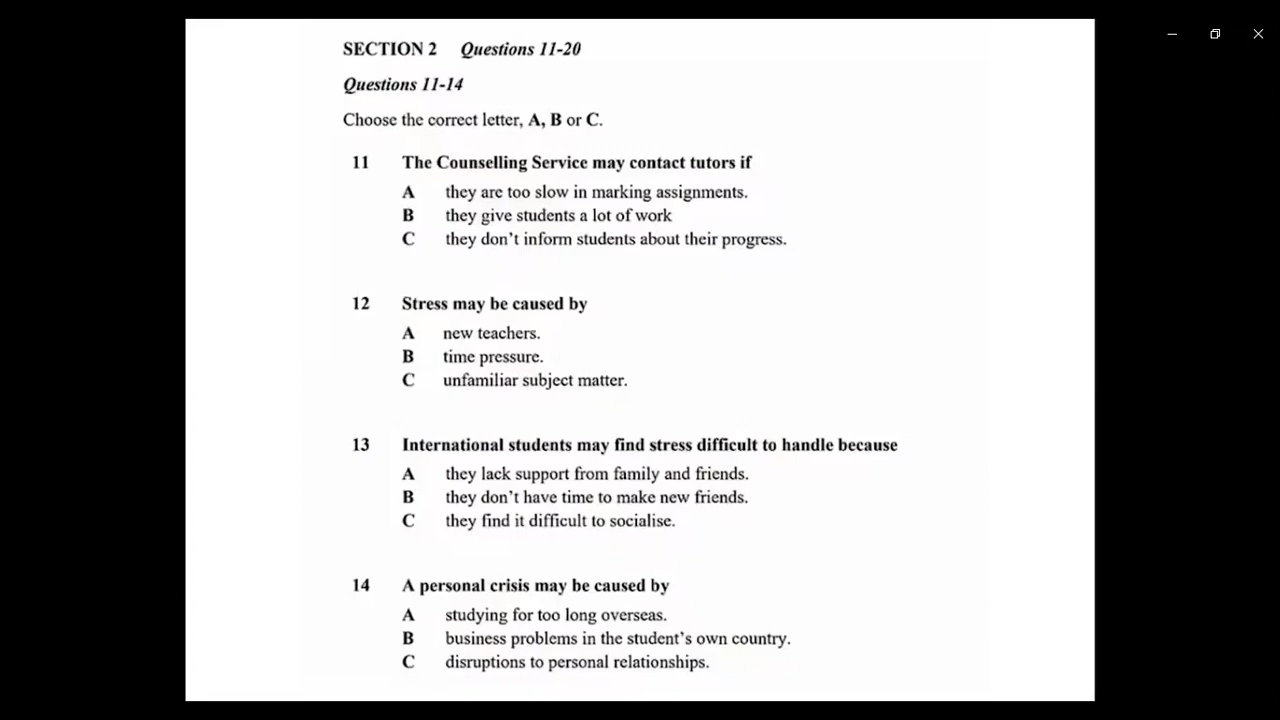 SECTION 2 Questions 11-20
Questions 11-14
Choose the correct letter, A, B or C.
11 The Counselling Service may contact tutors if
A they are too slow in marking assignments.
B they give students a lot of work
C they don't inform students about their progress.
12 Stress may be caused by
A new teachers.
B time pressure.
C unfamiliar subject matter.
13 International students may find stress difficult to handle because
A they lack support from family and friends.
B they don't have time to make new friends.
C they find it difficult to socialise.
14 A personal crisis may be caused by
A studying for too long overseas.
B business problems in the student's own country.
C disruptions to personal relationships.